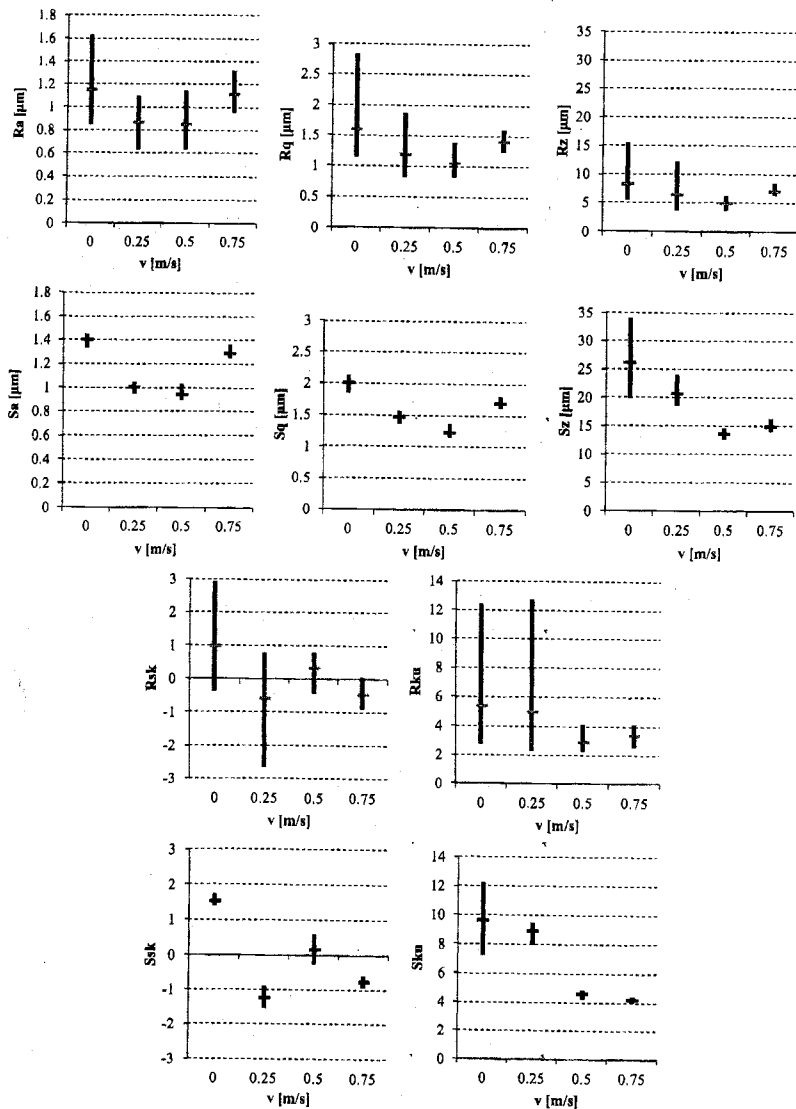 Ra [µm]
1.8
1.6
1.4
1.2
1
0.8
0.6
0.4
0.2
0
0 0.25 0.5 0.75
v [m/s]
Rq [µm]
3
2.5
2
1.5
1
0.5
0
0 0.25 0.5 0.75
v [m/s]
Rz [µm]
35
30
25
20
15
10
5
0
0 0.25 0.5 0.75
v [m/s]
Sa [µm]
1.8
1.6
1.4
1.2
1
0.8
0.6
0.4
0.2
0
0 0.25 0.5 0.75
v [m/s]
Sq [µm]
3
2.5
2
1.5
1
0.5
0
0 0.25 0.5 0.75
v [m/s]
Sz [µm]
35
30
25
20
15
10
5
0
0 0.25 0.5 0.75
v [m/s]
Rsk
3
2
1
0
-1
-2
-3
0 0.25 0.5 0.75
v [m/s]
Rku
14
12
10
8
6
4
2
0
0 0.25 0.5 0.75
v [m/s]
Ssk
3
2
1
0
-1
-2
-3
0 0.25 0.5 0.75
v [m/s]
Sku
14
12
10
8
6
4
2
0
0 0.25 0.5 0.75
v [m/s]